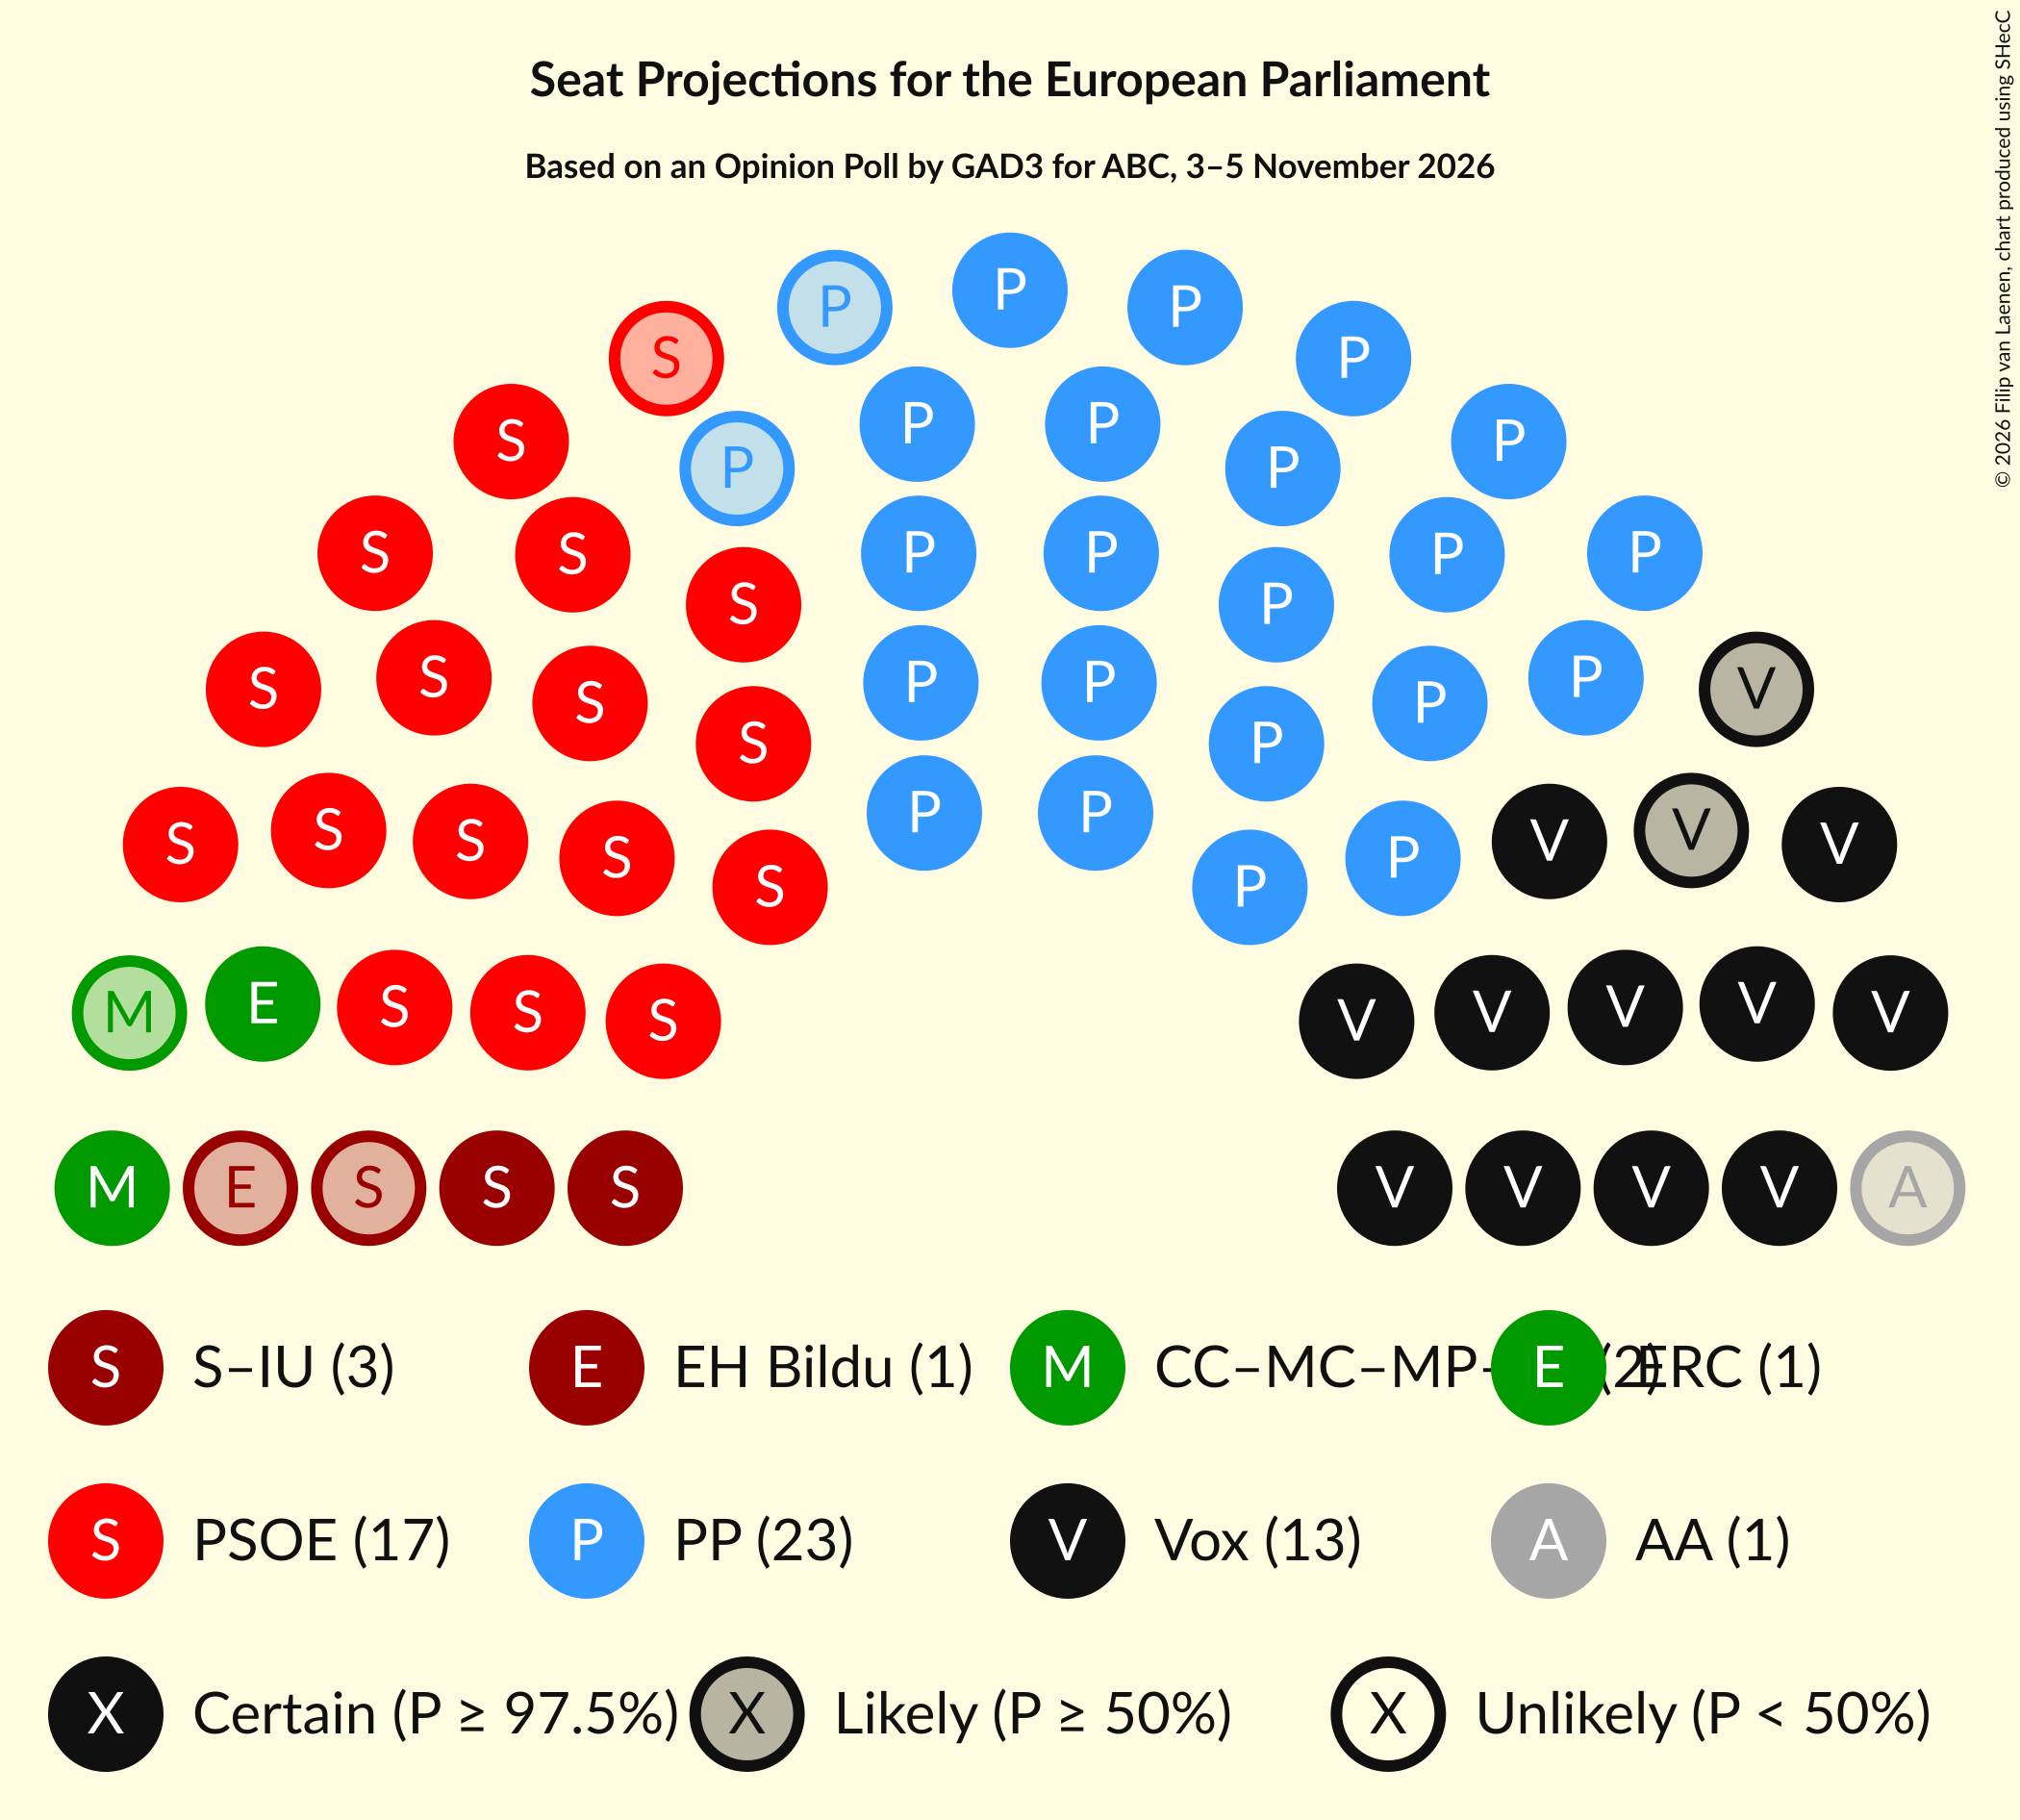 Seat Projections for the European Parliament
Based on an Opinion Poll by GAD3 for ABC, 3–5 November 2026
© 2026 Filip van Laenen, chart produced using SHecC
P
P P
S P
S P
P P
S P P
P P
S S P P P P
S P
S S P P P V
S P P
S P
P P
S S S V V V
S P
S P
M E S S S V V V V V
M E S S S V V V V A
S S–IU (3) E EH Bildu (1) M CC–MC–MP– (2) E ERC (1)
S PSOE (17) P PP (23) V Vox (13) A AA (1)
X Certain (P ≥ 97.5%) X Likely (P ≥ 50%) X Unlikely (P < 50%)